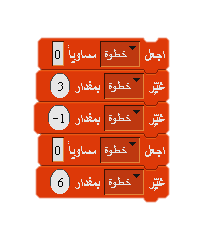 اجعل خطوة مساوياً 0
غيّر خطوة بمقدار 3
غيّر خطوة بمقدار -1
اجعل خطوة مساوياً 0
غيّر خطوة بمقدار 6